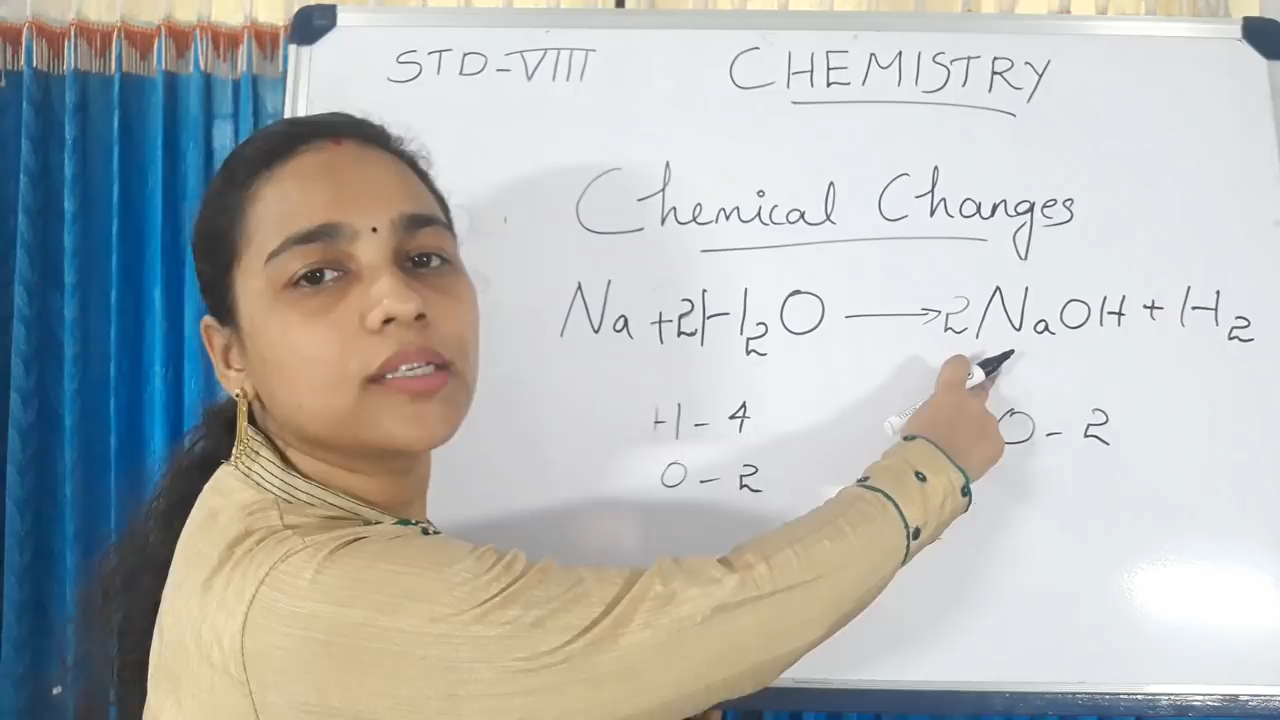 STD-VIII CHEMISTRY
Chemical Changes
Na + 2H₂O ⟶ 2NaOH + H₂
H - 4
O - 2
O - 2